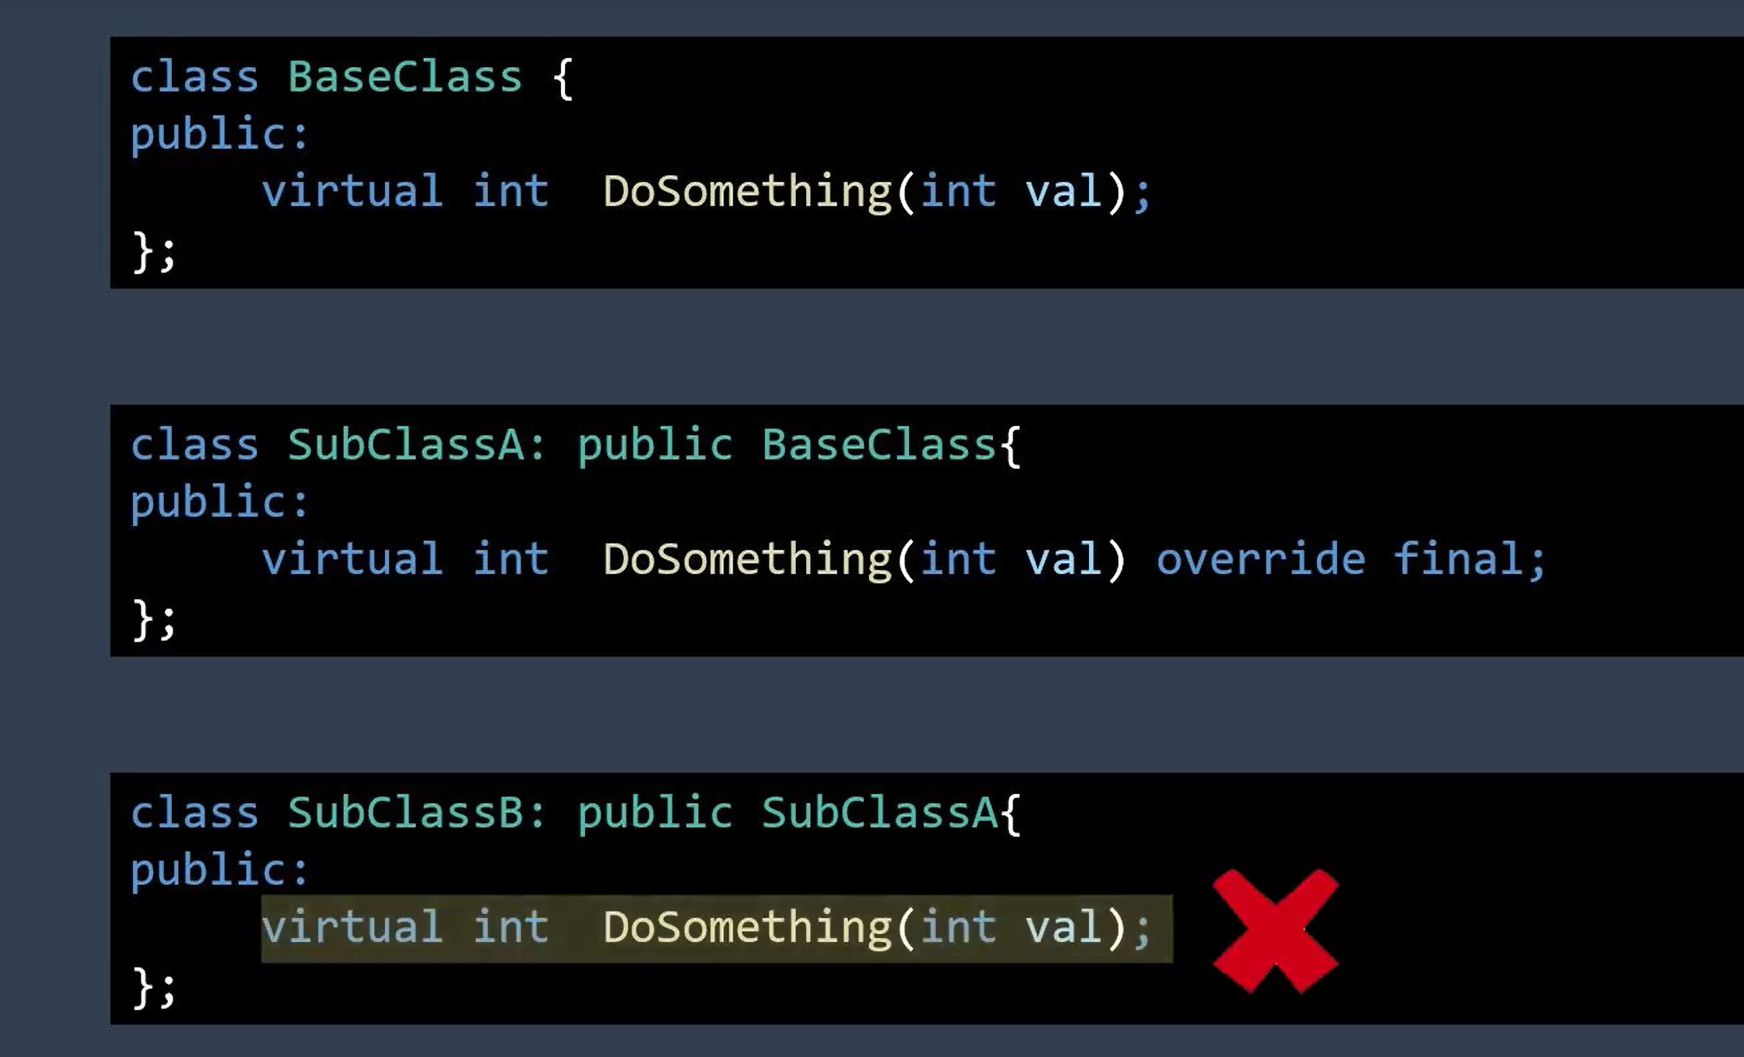 class BaseClass {
public:
virtual int  DoSomething(int val);
};
class SubClassA: public BaseClass{
public:
virtual int  DoSomething(int val) override final;
};
class SubClassB: public SubClassA{
public:
virtual int  DoSomething(int val);
};